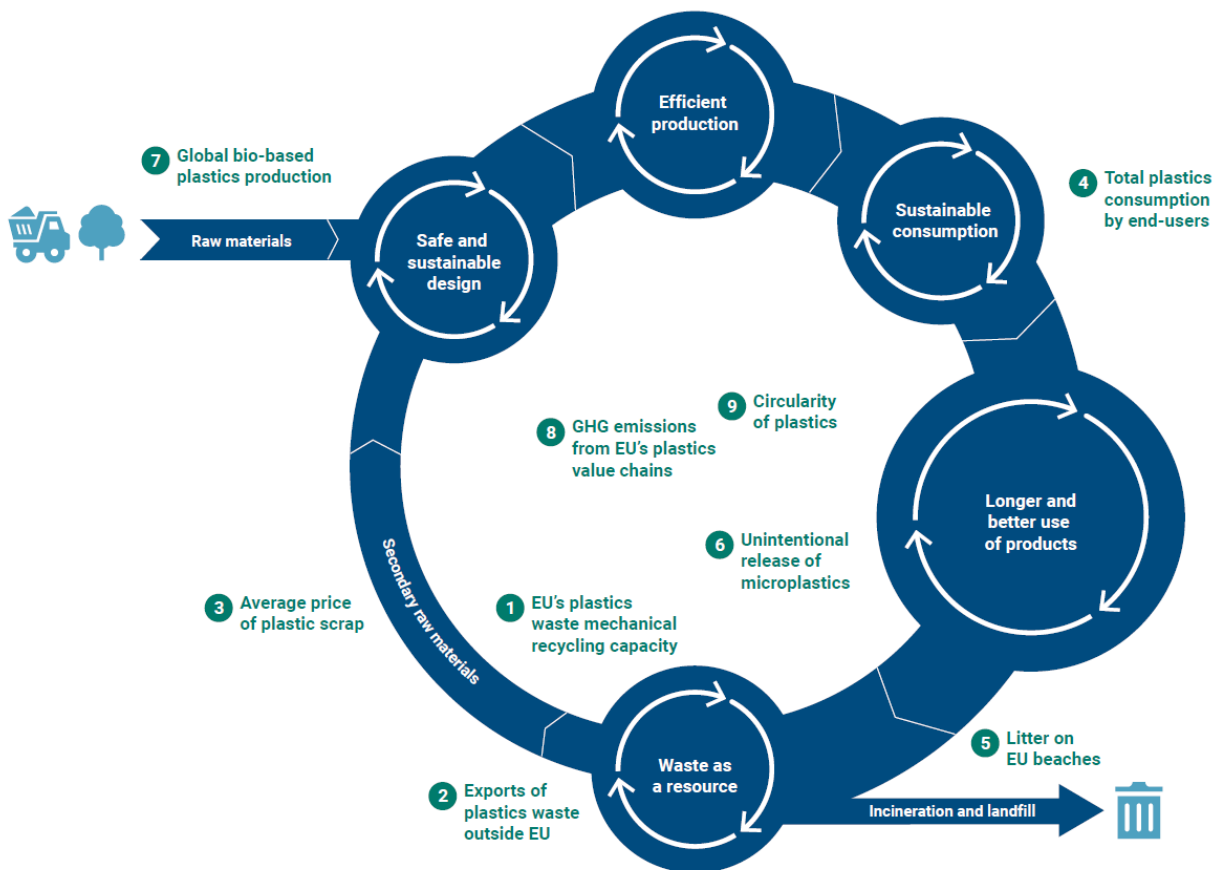 Efficient
production
7
Global bio-based
plastics production
4
Total plastics
consumption
by end-users
Sustainable
consumption
Raw materials
Safe and
sustainable
design
9
Circularity
of plastics
8
GHG emissions
from EU's plastics
value chains
Longer and
better use
of products
6
Unintentional
release of
microplastics
Secondary raw materials
3
Average price
of plastic scrap
1
EU's plastics
waste mechanical
recycling capacity
5
Litter on
EU beaches
Waste as
a resource
2
Exports of
plastics waste
outside EU
Incineration and landfill